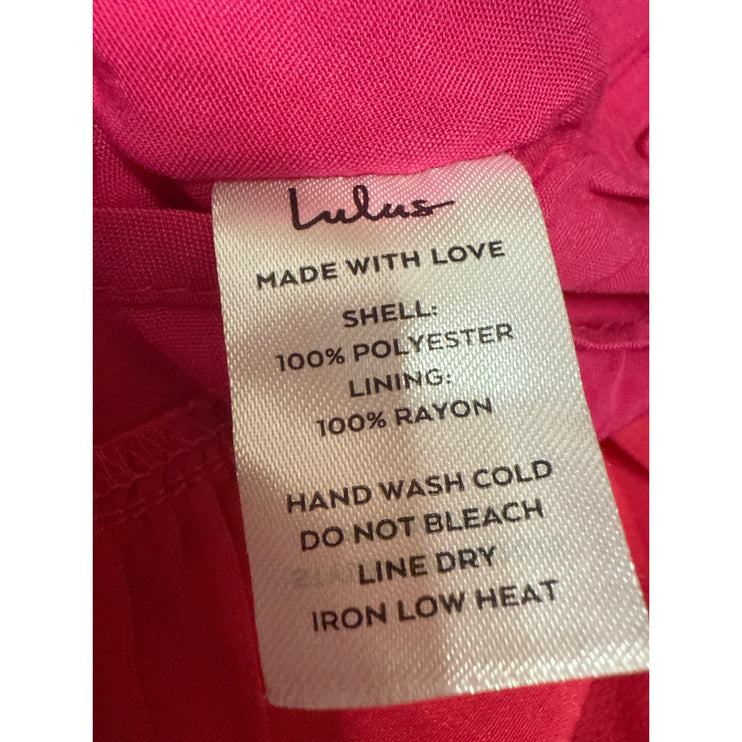 Lulus
MADE WITH LOVE
SHELL:
100% POLYESTER
LINING:
100% RAYON
HAND WASH COLD
DO NOT BLEACH
LINE DRY
IRON LOW HEAT